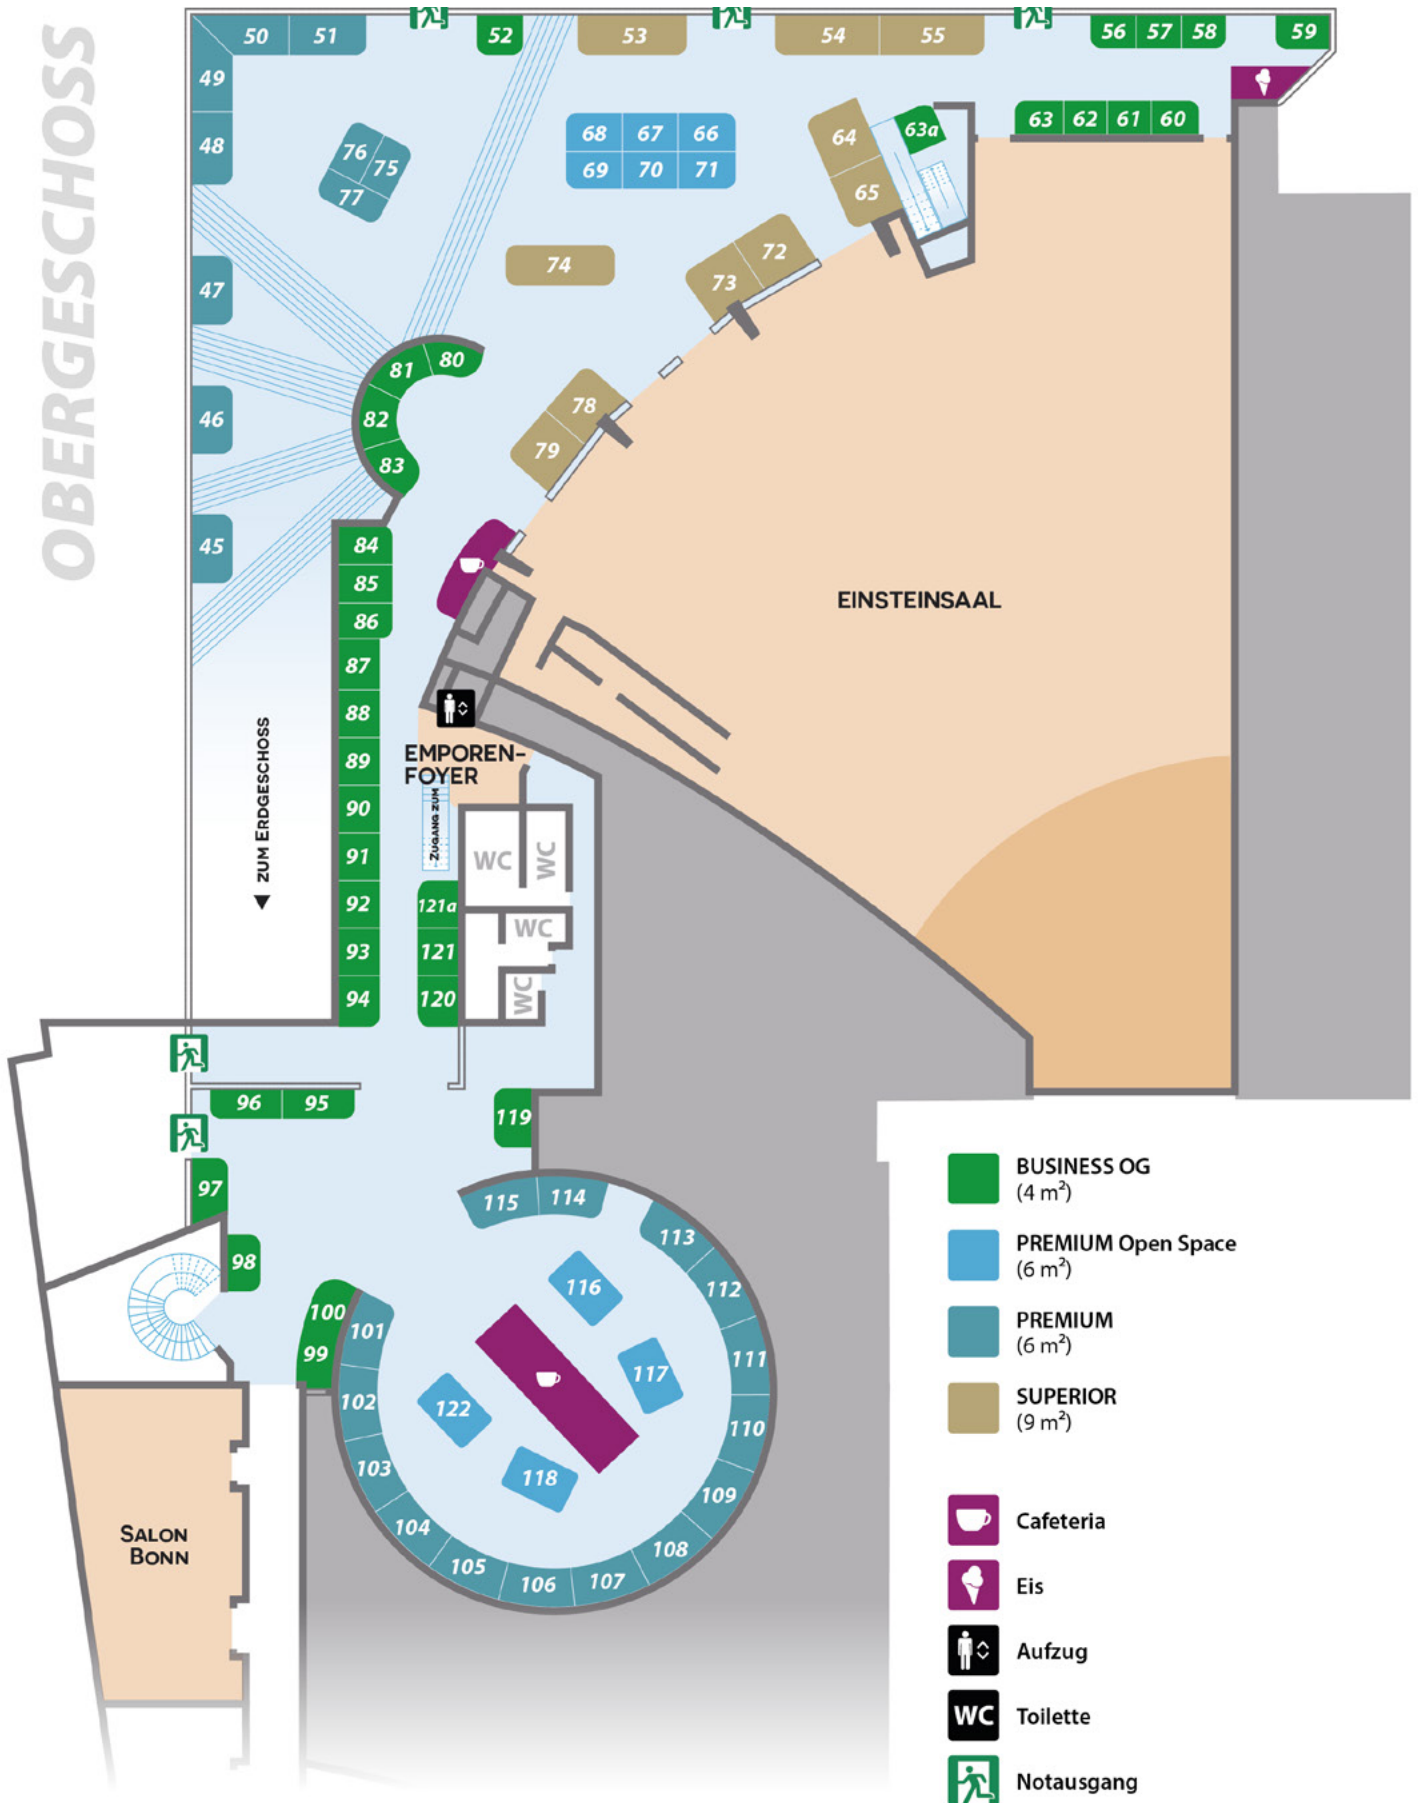 OBERGESCHOSS
50 51 52 53 54 55 56 57 58 59
49
48
47
46
45
76 75
77
68 67 66
69 70 71
64
65
63a
63 62 61 60
74
73 72
81 80
82
83
78
79
84
85
86
87
88
89
90
91
92
93
94
EINSTEINSAAL
ZUM ERDGESCHOSS
EMPOREN-
FOYER
ZUGANG ZUM
WC WC
WC
WC
121a
121
120
96 95
119
97
98
100
99
115 114
113
112
111
110
109
108
107
106
105
104
103
102
101
116
117
122
118
SALON
BONN
BUSINESS OG
(4 m²)
PREMIUM Open Space
(6 m²)
PREMIUM
(6 m²)
SUPERIOR
(9 m²)
Cafeteria
Eis
Aufzug
WC Toilette
Notausgang